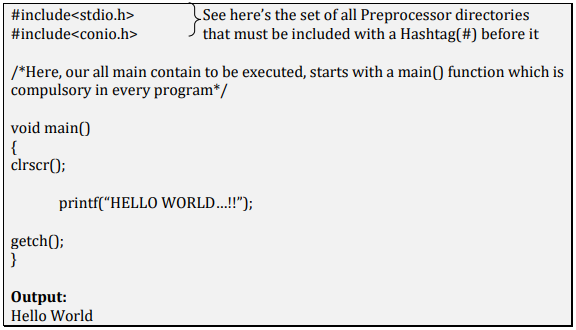 #include<stdio.h> See here's the set of all Preprocessor directories
#include<conio.h> that must be included with a Hashtag(#) before it
/*Here, our all main contain to be executed, starts with a main() function which is
compulsory in every program*/
void main()
{
clrscr();
printf(“HELLO WORLD…!!”);
getch();
}
Output:
Hello World